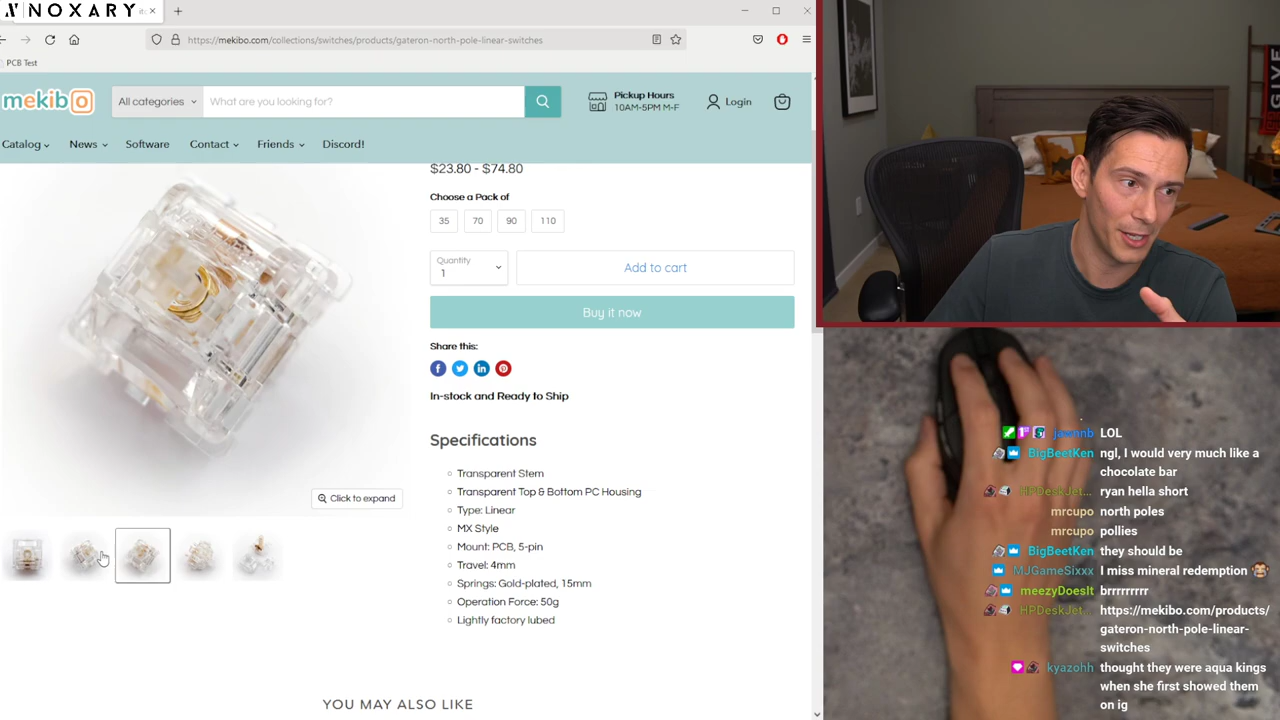 NOXARY
https://mekibo.com/collections/switches/products/gateron-north-pole-linear-switches
PCB Test
mekibo
All categories
What are you looking for?
Pickup Hours
10AM-5PM M-F
Login
Catalog
News
Software
Contact
Friends
Discord!
$23.80 - $74.80
Choose a Pack of
35
70
90
110
Quantity
1
Add to cart
Buy it now
Share this:
In-stock and Ready to Ship
Click to expand
Specifications
Transparent Stem
Transparent Top & Bottom PC Housing
Type: Linear
MX Style
Mount: PCB, 5-pin
Travel: 4mm
Springs: Gold-plated, 15mm
Operation Force: 50g
Lightly factory lubed
YOU MAY ALSO LIKE
LOL
BigBeetKen ngl, I would very much like a
chocolate bar
HPDeskJet... ryan hella short
mrcupo north poles
mrcupo pollies
BigBeetKen they should be
MJGameSixxx I miss mineral redemption
meezyDoesIt brrrrrrrr
HPDeskJet... https://mekibo.com/products/
gateron-north-pole-linear-
switches
kyazohh thought they were aqua kings
when she first showed them
on ig